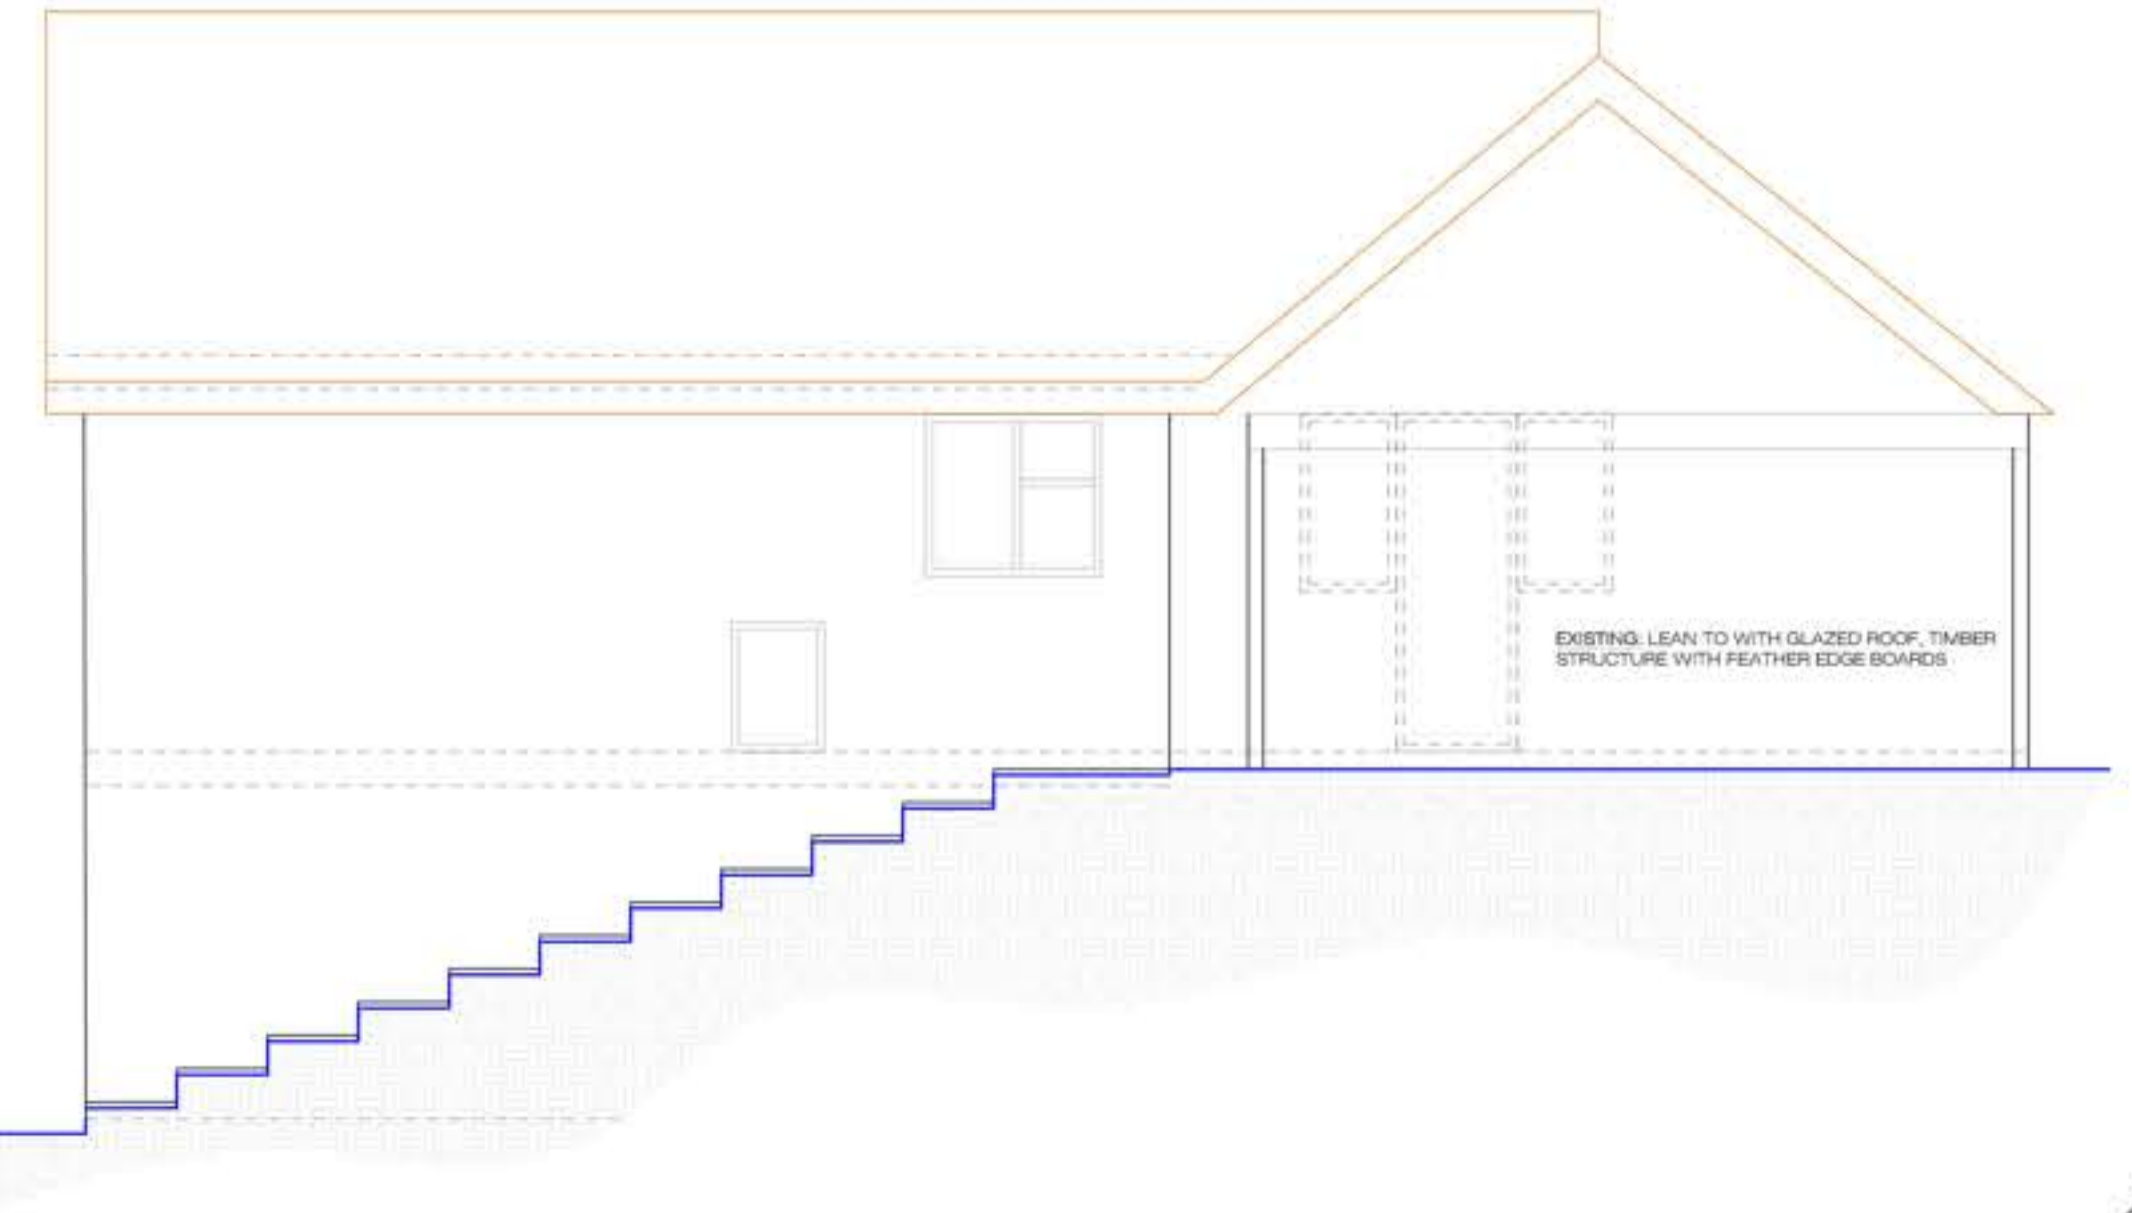 EXISTING: LEAN TO WITH GLAZED ROOF, TIMBER
STRUCTURE WITH FEATHER EDGE BOARDS